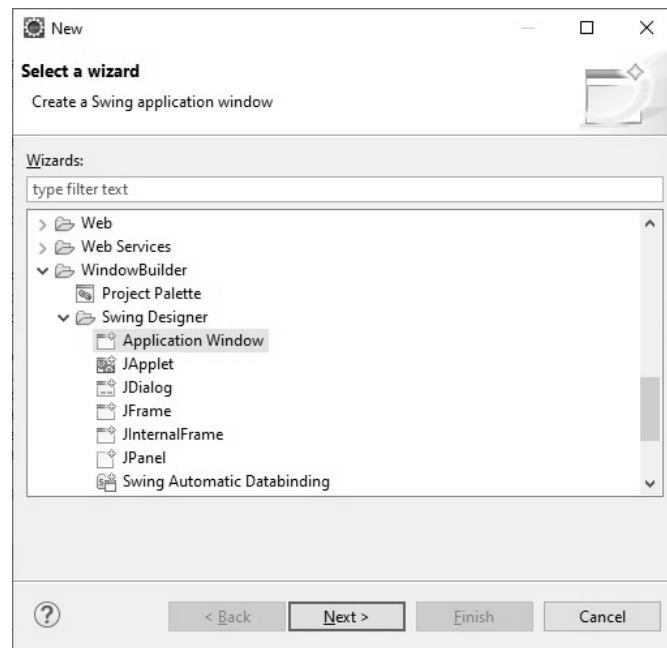 New
Select a wizard
Create a Swing application window
Wizards:
type filter text
Web
Web Services
WindowBuilder
Project Palette
Swing Designer
Application Window
JApplet
JDialog
JFrame
JInternalFrame
JPanel
Swing Automatic Databinding
? < Back Next > Finish Cancel